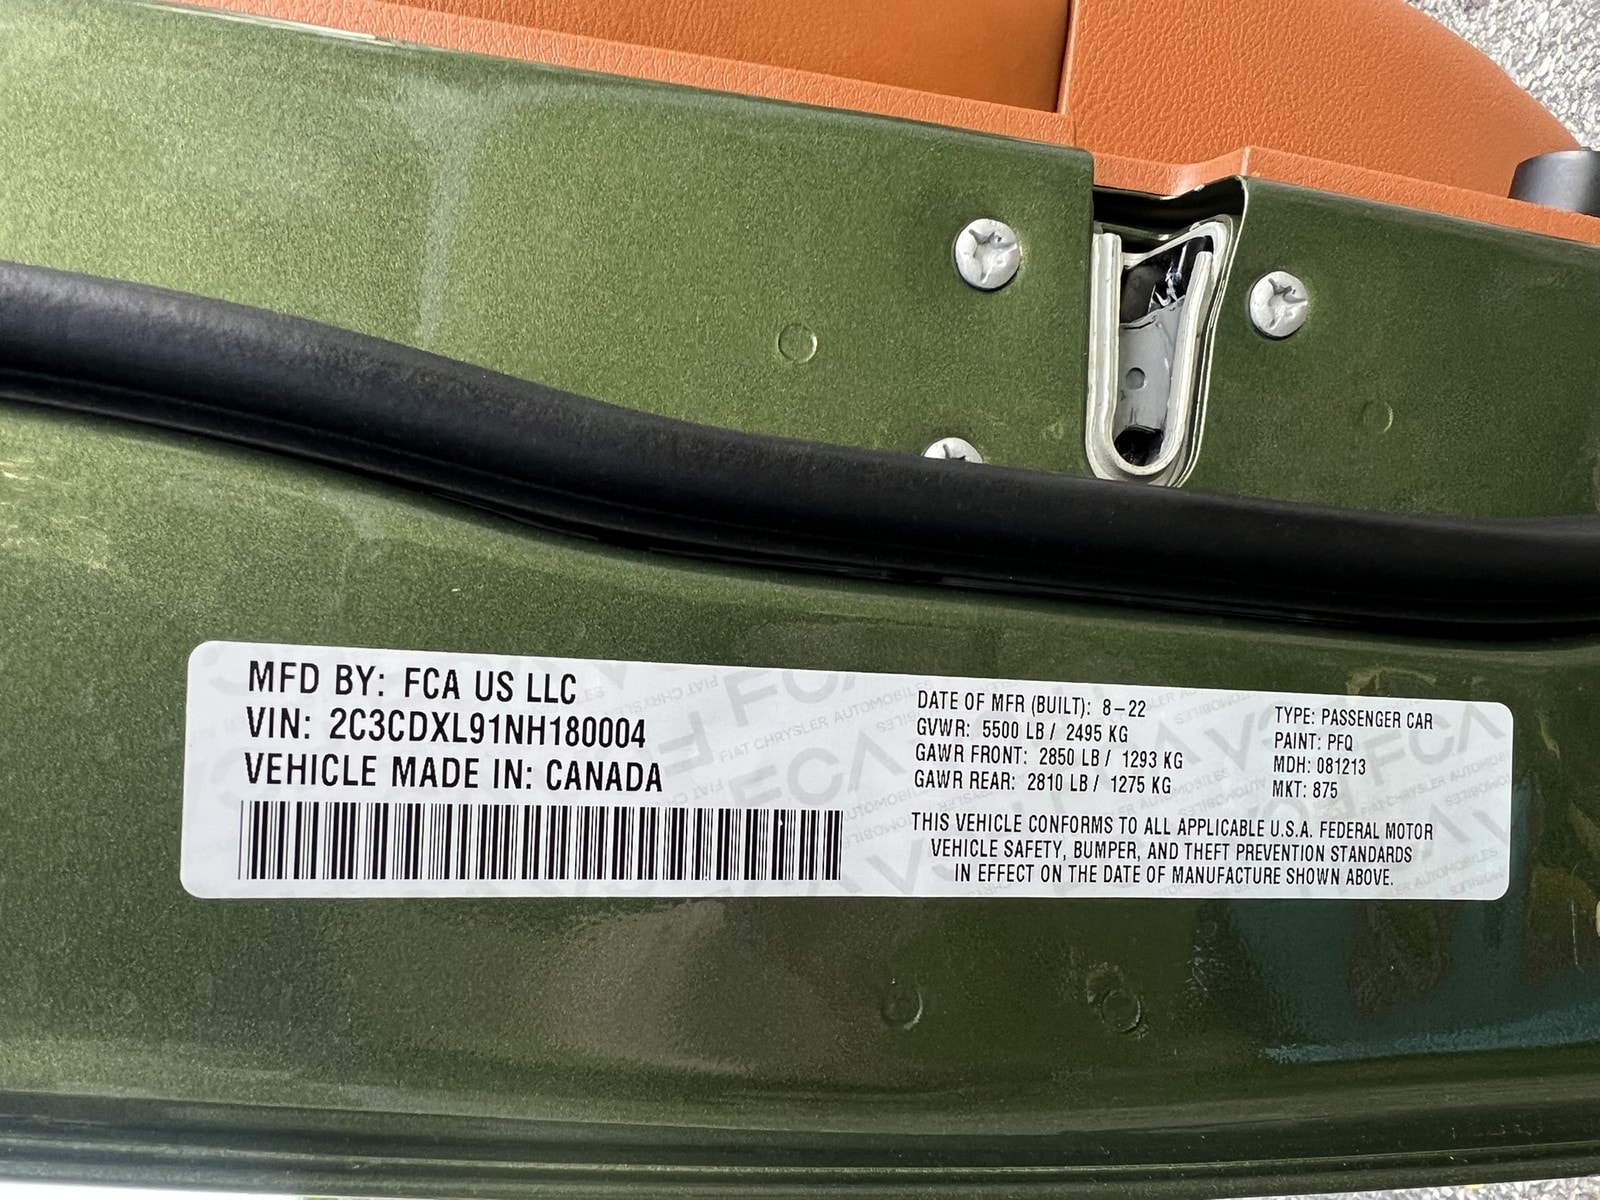 MFD BY: FCA US LLC
VIN: 2C3CDXL91NH180004
VEHICLE MADE IN: CANADA
DATE OF MFR (BUILT): 8-22
GVWR: 5500 LB / 2495 KG
GAWR FRONT: 2850 LB / 1293 KG
GAWR REAR: 2810 LB / 1275 KG
TYPE: PASSENGER CAR
PAINT: PFQ
MDH: 081213
MKT: 875
THIS VEHICLE CONFORMS TO ALL APPLICABLE U.S.A. FEDERAL MOTOR
VEHICLE SAFETY, BUMPER, AND THEFT PREVENTION STANDARDS
IN EFFECT ON THE DATE OF MANUFACTURE SHOWN ABOVE.